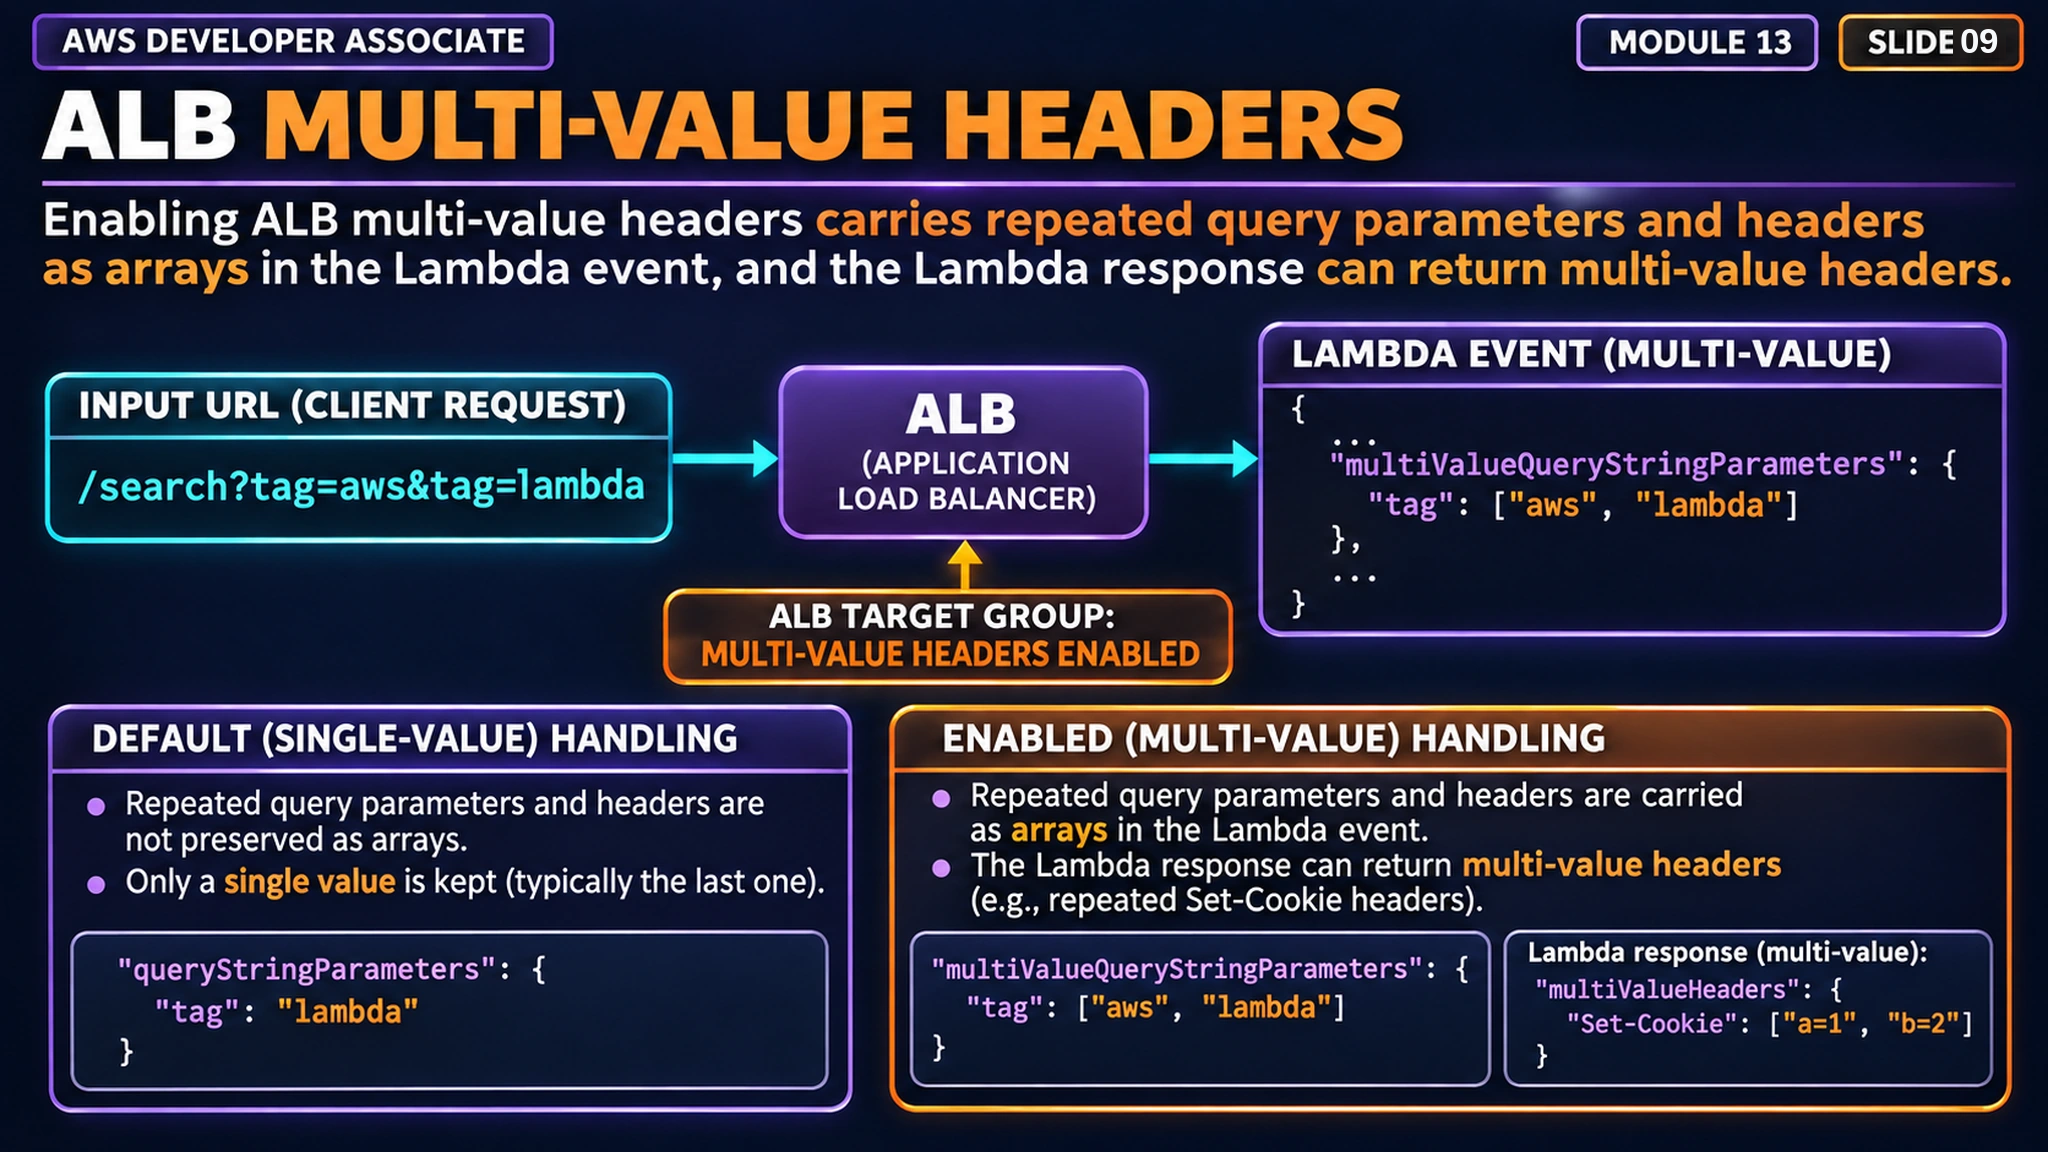 AWS DEVELOPER ASSOCIATE
MODULE 13
SLIDE 09
ALB MULTI-VALUE HEADERS
Enabling ALB multi-value headers carries repeated query parameters and headers
as arrays in the Lambda event, and the Lambda response can return multi-value headers.
INPUT URL (CLIENT REQUEST)
/search?tag=aws&tag=lambda
ALB
(APPLICATION
LOAD BALANCER)
ALB TARGET GROUP:
MULTI-VALUE HEADERS ENABLED
LAMBDA EVENT (MULTI-VALUE)
{
...
"multiValueQueryStringParameters": {
"tag": ["aws", "lambda"]
},
...
}
DEFAULT (SINGLE-VALUE) HANDLING
Repeated query parameters and headers are
not preserved as arrays.
Only a single value is kept (typically the last one).
"queryStringParameters": {
"tag": "lambda"
}
ENABLED (MULTI-VALUE) HANDLING
Repeated query parameters and headers are carried
as arrays in the Lambda event.
The Lambda response can return multi-value headers
(e.g., repeated Set-Cookie headers).
"multiValueQueryStringParameters": {
"tag": ["aws", "lambda"]
}
Lambda response (multi-value):
"multiValueHeaders": {
"Set-Cookie": ["a=1", "b=2"]
}